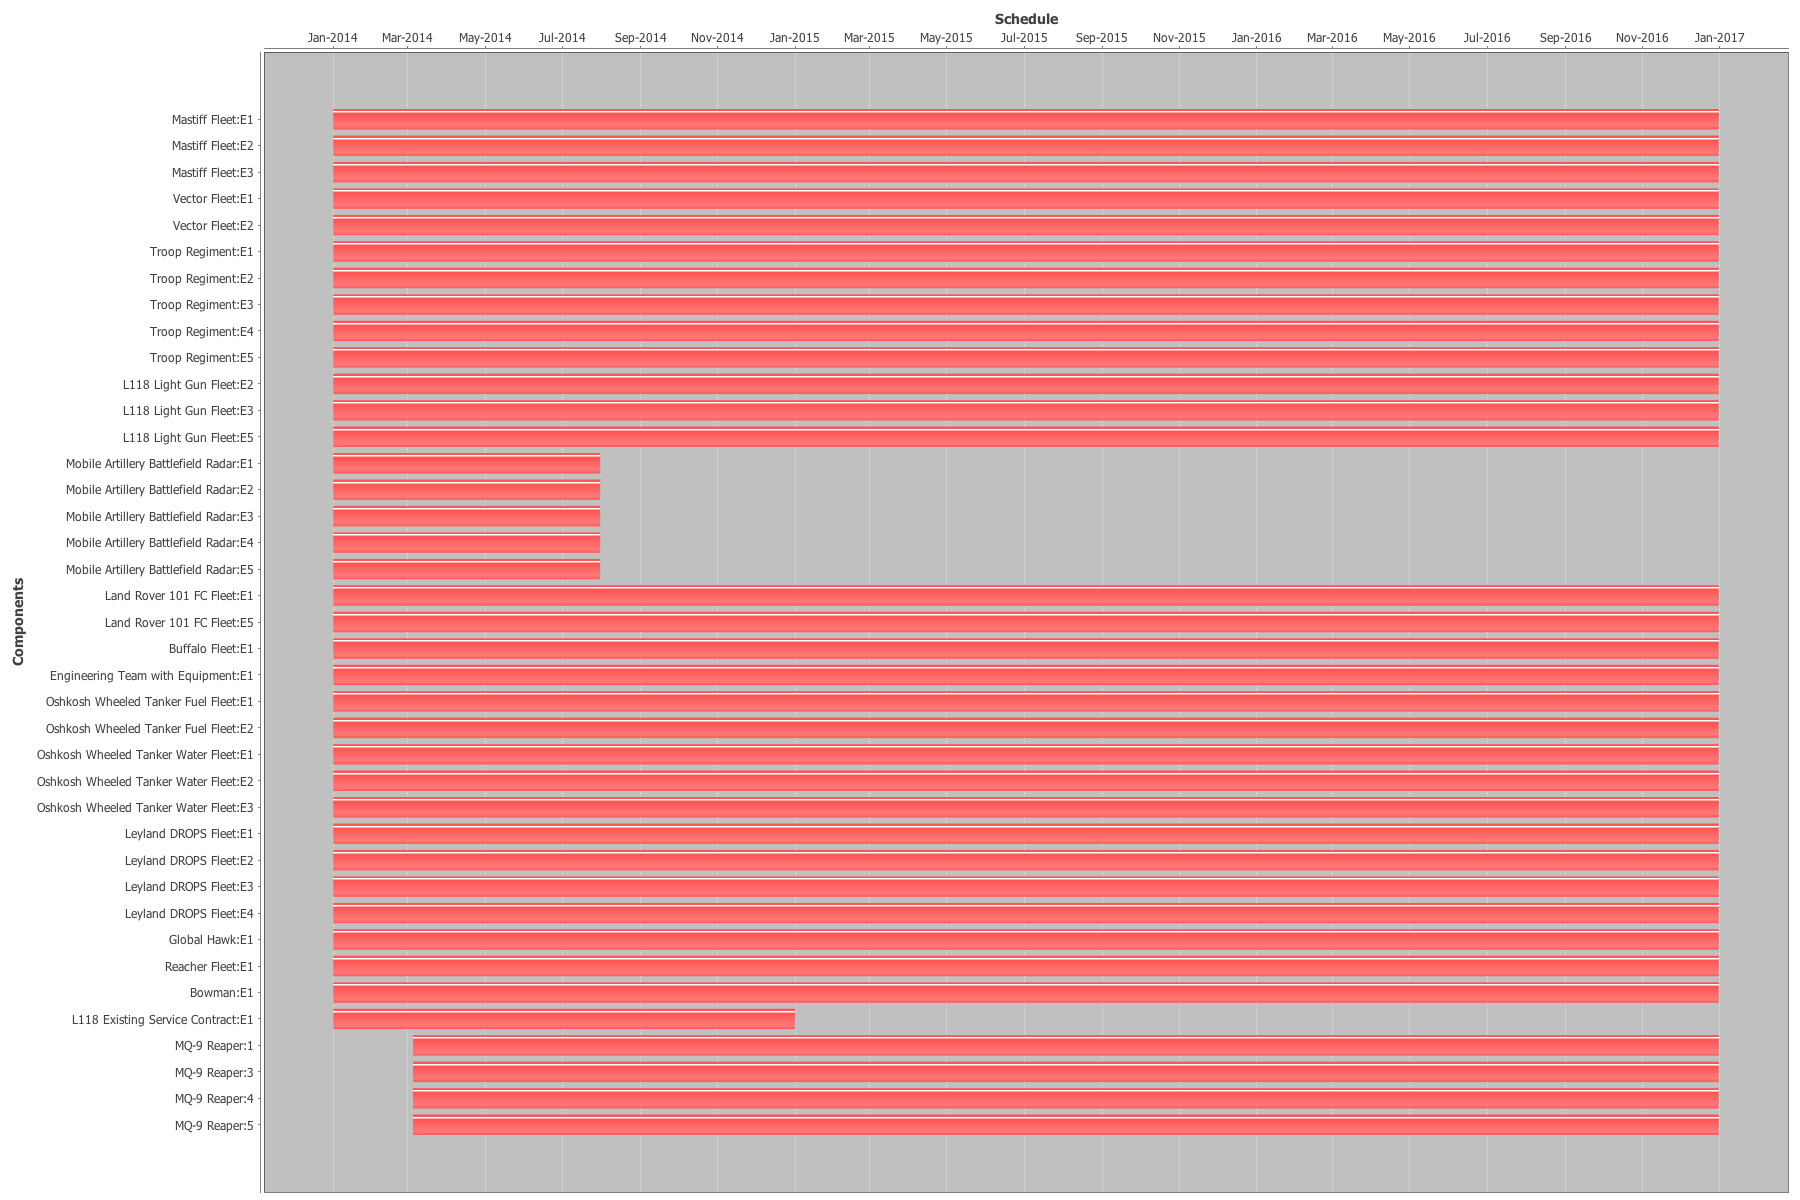 Schedule
Jan-2014 Mar-2014 May-2014 Jul-2014 Sep-2014 Nov-2014 Jan-2015 Mar-2015 May-2015 Jul-2015 Sep-2015 Nov-2015 Jan-2016 Mar-2016 May-2016 Jul-2016 Sep-2016 Nov-2016 Jan-2017
Components
Mastiff Fleet:E1
Mastiff Fleet:E2
Mastiff Fleet:E3
Vector Fleet:E1
Vector Fleet:E2
Troop Regiment:E1
Troop Regiment:E2
Troop Regiment:E3
Troop Regiment:E4
Troop Regiment:E5
L118 Light Gun Fleet:E2
L118 Light Gun Fleet:E3
L118 Light Gun Fleet:E5
Mobile Artillery Battlefield Radar:E1
Mobile Artillery Battlefield Radar:E2
Mobile Artillery Battlefield Radar:E3
Mobile Artillery Battlefield Radar:E4
Mobile Artillery Battlefield Radar:E5
Land Rover 101 FC Fleet:E1
Land Rover 101 FC Fleet:E5
Buffalo Fleet:E1
Engineering Team with Equipment:E1
Oshkosh Wheeled Tanker Fuel Fleet:E1
Oshkosh Wheeled Tanker Fuel Fleet:E2
Oshkosh Wheeled Tanker Water Fleet:E1
Oshkosh Wheeled Tanker Water Fleet:E2
Oshkosh Wheeled Tanker Water Fleet:E3
Leyland DROPS Fleet:E1
Leyland DROPS Fleet:E2
Leyland DROPS Fleet:E3
Leyland DROPS Fleet:E4
Global Hawk:E1
Reacher Fleet:E1
Bowman:E1
L118 Existing Service Contract:E1
MQ-9 Reaper:1
MQ-9 Reaper:3
MQ-9 Reaper:4
MQ-9 Reaper:5